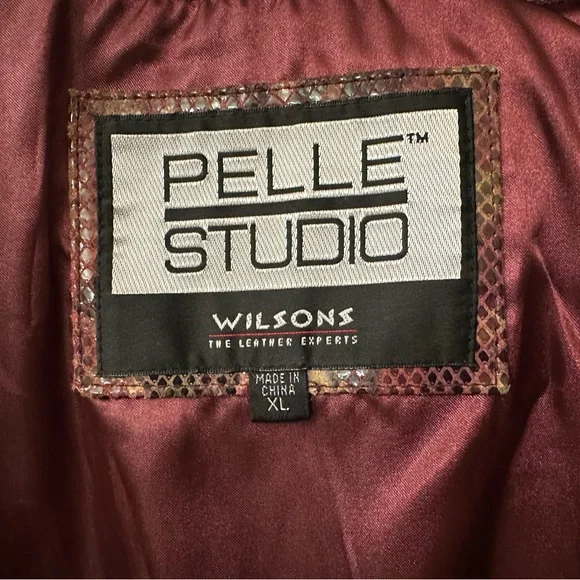 PELLE™
STUDIO
WILSONS
THE LEATHER EXPERTS
MADE IN
CHINA
XL